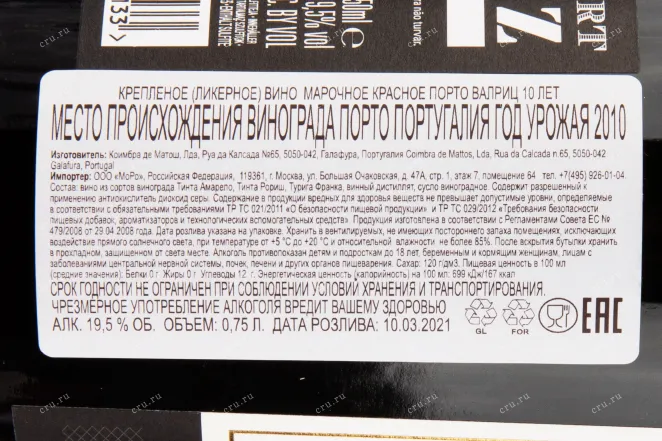 КРЕПЛЕНОЕ (ЛИКЕРНОЕ) ВИНО МАРОЧНОЕ КРАСНОЕ ПОРТО ВАЛРИЦ 10 ЛЕТ
МЕСТО ПРОИСХОЖДЕНИЯ ВИНОГРАДА ПОРТО ПОРТУГАЛИЯ ГОД УРОЖАЯ 2010
Изготовитель: Коимбра де Матош, Лда, Руа да Калсада №65, 5050-042, Галафура, Португалия Coimbra de Mattos, Lda, Rua da Calcada n.65, 5050-042
Galafura, Portugal
Импортер: ООО «МоРо», Российская Федерация, 119361, г. Москва, ул. Большая Очаковская, д. 47А, стр. 1, этаж 7, помещение 64 тел. +7(495) 926-01-04.
Состав: вино из сортов винограда Тинта Амарело, Тинта Рориш, Турига Франка, винный дистиллят, сусло виноградное. Содержит разрешенный к
применению антиокислитель диоксид серы. Содержание в продукции вредных для здоровья веществ не превышает допустимые уровни, определяемые
в соответствии с обязательными требованиями ТР ТС 021/2011 «О безопасности пищевой продукции» и ТР ТС 029/2012 «Требования безопасности
пищевых добавок, ароматизаторов и технологических вспомогательных средств». Продукция изготовлена в соответствии с Регламентами Совета ЕС №
479/2008 от 29.04 2008 года. Дата розлива указана на упаковке. Хранить в вентилируемых, не имеющих постороннего запаха помещениях, исключающих
воздействие прямого солнечного света, при температуре от +5 °C до +20 °C и относительной влажности не более 85%. После вскрытия бутылки хранить
в прохладном, защищенном от света месте. Алкоголь противопоказан детям и подросткам до 18 лет, беременным и кормящим женщинам, лицам с
заболеваниями центральной нервной системы, почек, печени и других органов пищеварения. Сахар: 120 г/дм3. Пищевая ценность в 100 мл
(средние значения): Белки 0 г Жиры 0 г Углеводы 12 г. Энергетическая ценность (калорийность) на 100 мл: 699 кДж/167 ккал
СРОК ГОДНОСТИ НЕ ОГРАНИЧЕН ПРИ СОБЛЮДЕНИИ УСЛОВИЙ ХРАНЕНИЯ И ТРАНСПОРТИРОВАНИЯ.
ЧРЕЗМЕРНОЕ УПОТРЕБЛЕНИЕ АЛКОГОЛЯ ВРЕДИТ ВАШЕМУ ЗДОРОВЬЮ
АЛК. 19,5 % ОБ. ОБЪЕМ: 0,75 Л. ДАТА РОЗЛИВА: 10.03.2021
GL FOR EAC